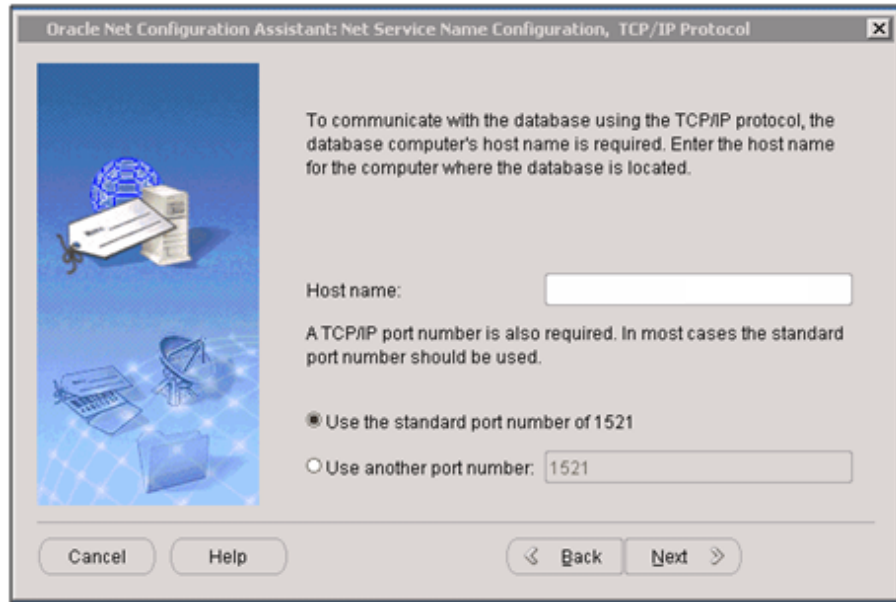 Oracle Net Configuration Assistant: Net Service Name Configuration, TCP/IP Protocol
To communicate with the database using the TCP/IP protocol, the
database computer's host name is required. Enter the host name
for the computer where the database is located.
Host name:
A TCP/IP port number is also required. In most cases the standard
port number should be used.
Use the standard port number of 1521
Use another port number: 1521
Cancel Help Back Next